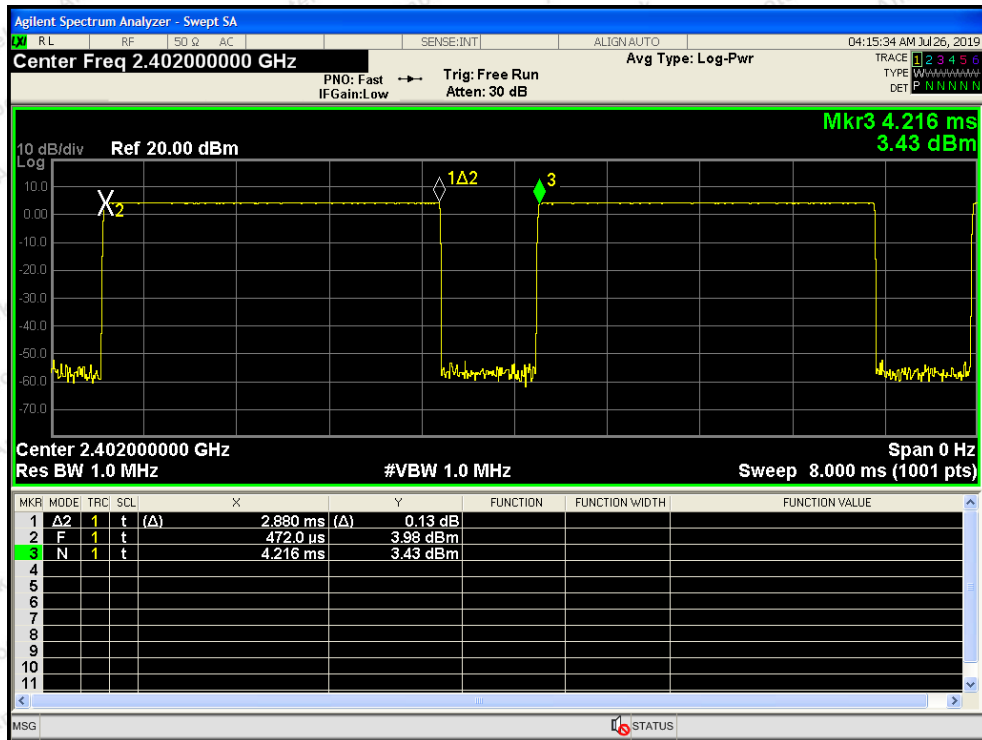 Agilent Spectrum Analyzer - Swept SA
LXI RL RF 50 Ω AC SENSE:INT ALIGN AUTO 04:15:34 AM Jul 26, 2019
Center Freq 2.402000000 GHz Avg Type: Log-Pwr TRACE 1 2 3 4 5 6
PNO: Fast Trig: Free Run TYPE WWWWWW
IFGain:Low Atten: 30 dB DET P N N N N N
Mkr3 4.216 ms
10 dB/div Ref 20.00 dBm 3.43 dBm
Log
10.0
0.00
-10.0
-20.0
-30.0
-40.0
-50.0
-60.0
-70.0
1Δ2
3
X2
Center 2.402000000 GHz Span 0 Hz
Res BW 1.0 MHz #VBW 1.0 MHz Sweep 8.000 ms (1001 pts)
MKR MODE TRC SCL X Y FUNCTION FUNCTION WIDTH FUNCTION VALUE
1 Δ2 1 t (Δ) 2.880 ms (Δ) 0.13 dB
2 F 1 t 472.0 µs 3.98 dBm
3 N 1 t 4.216 ms 3.43 dBm
4
5
6
7
8
9
10
11
MSG STATUS